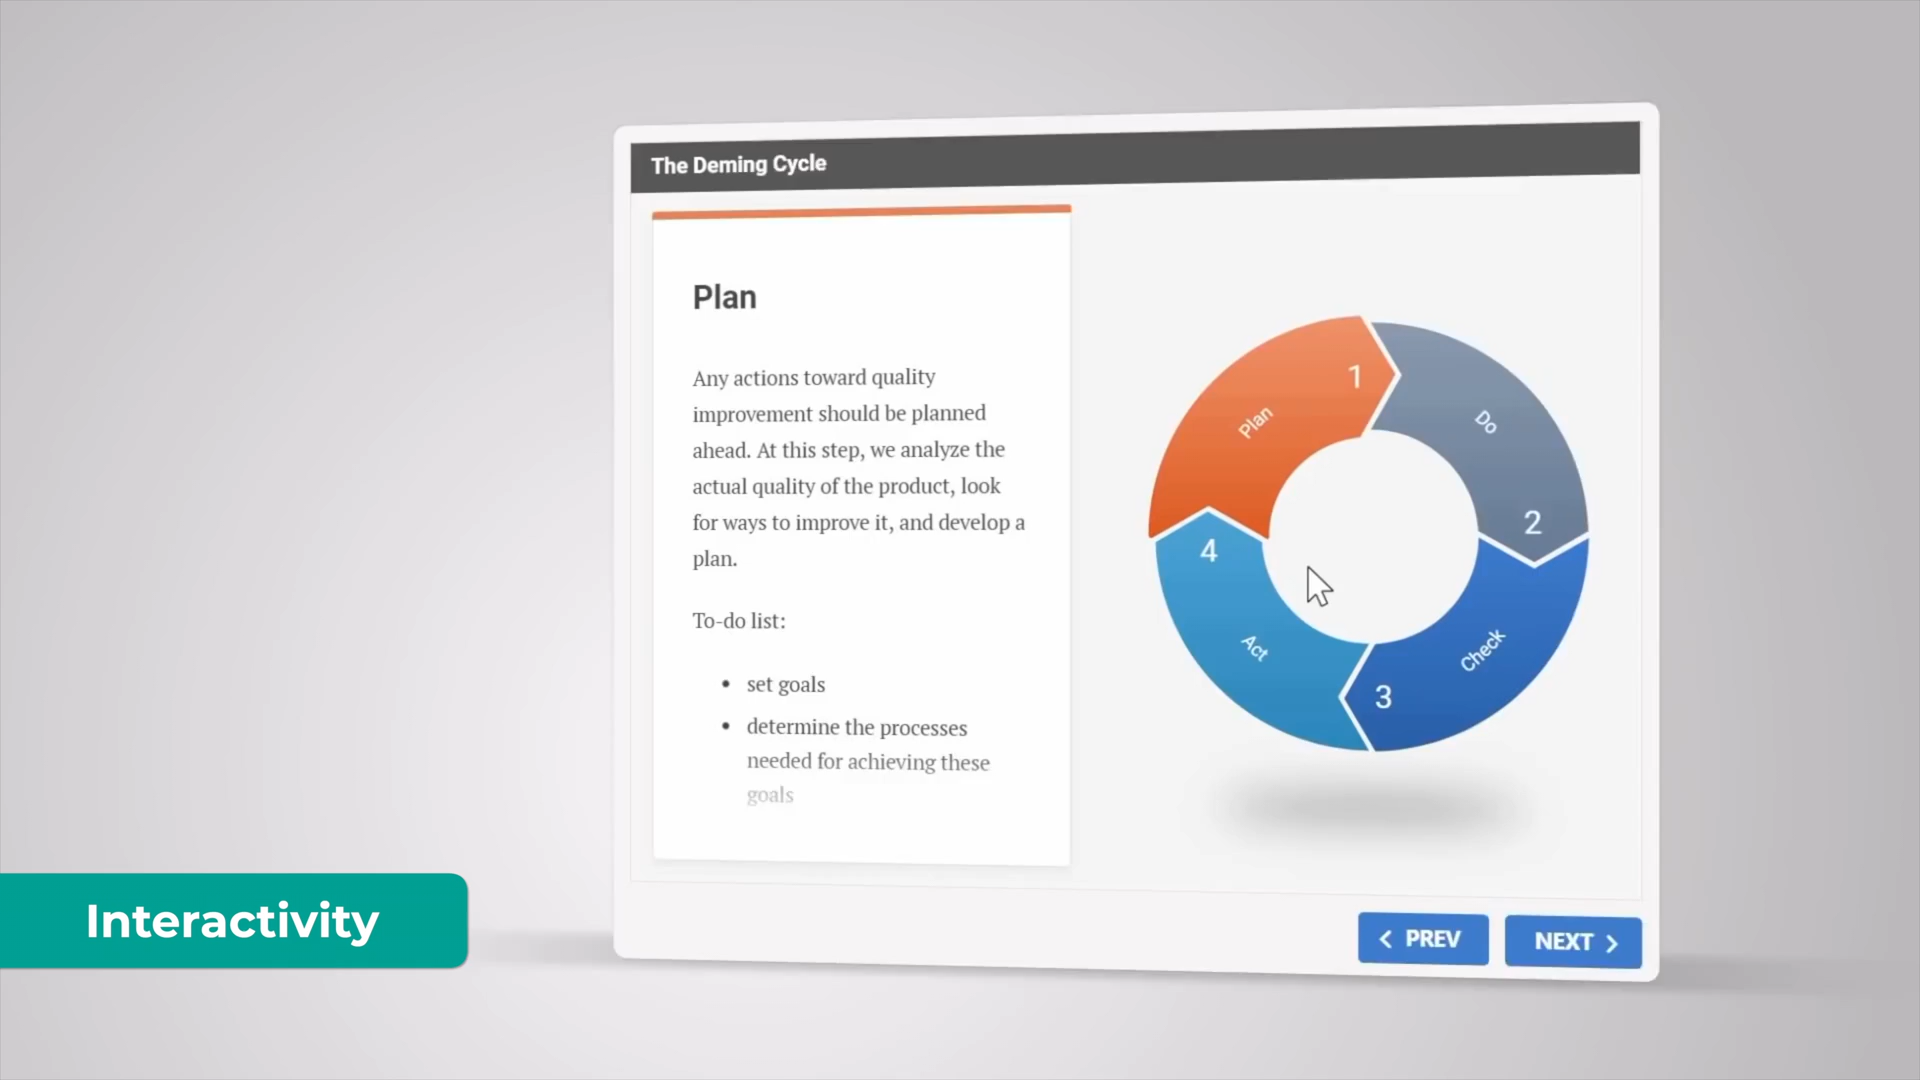 The Deming Cycle
Plan
Any actions toward quality
improvement should be planned
ahead. At this step, we analyze the
actual quality of the product, look
for ways to improve it, and develop a
plan.
To-do list:
• set goals
• determine the processes
needed for achieving these
goals
1
Plan
Do
2
4
Act
Check
3
PREV
NEXT
Interactivity